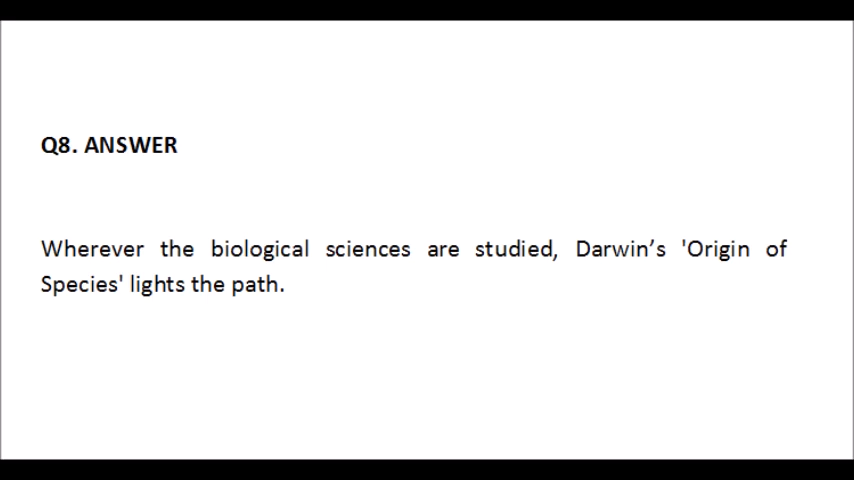 Q8. ANSWER
Wherever the biological sciences are studied, Darwin’s 'Origin of
Species' lights the path.